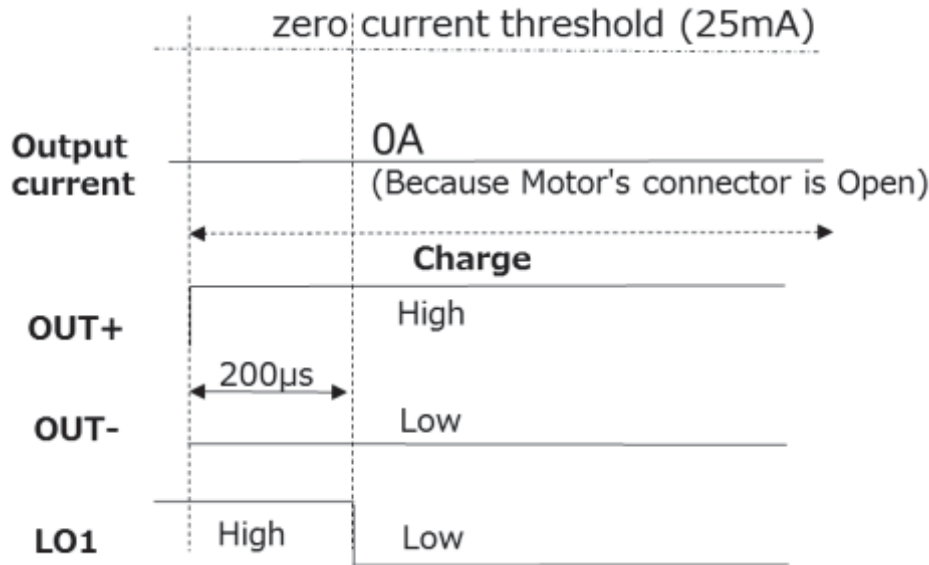 zero current threshold (25mA)
Output
current
0A
(Because Motor's connector is Open)
Charge
OUT+
High
200μs
OUT-
Low
LO1
High
Low